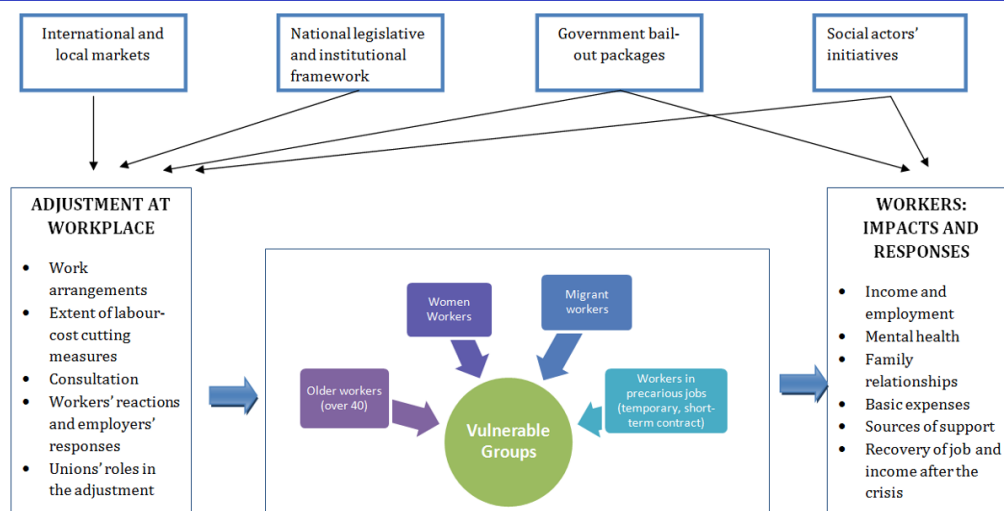 International and
local markets
National legislative
and institutional
framework
Government bail-
out packages
Social actors'
initiatives
ADJUSTMENT AT
WORKPLACE
• Work
arrangements
• Extent of labour-
cost cutting
measures
• Consultation
• Workers' reactions
and employers'
responses
• Unions' roles in
the adjustment
Women
Workers
Migrant
workers
Older workers
(over 40)
Workers in
precarious jobs
(temporary, short-
term contract)
Vulnerable
Groups
WORKERS:
IMPACTS AND
RESPONSES
• Income and
employment
• Mental health
• Family
relationships
• Basic expenses
• Sources of support
• Recovery of job and
income after the
crisis